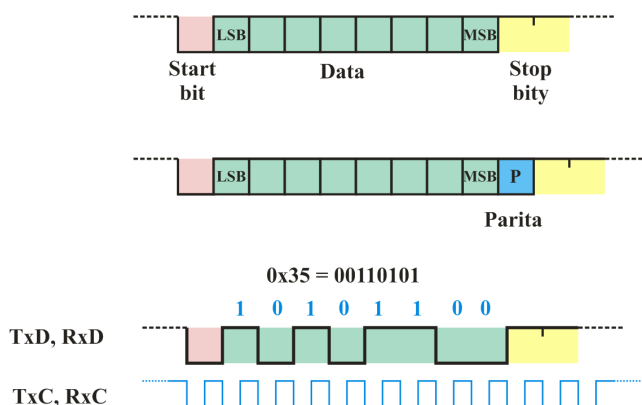 LSB MSB
Start bit
Data
Stop bity
LSB MSB P
Parita
0x35 = 00110101
1 0 1 0 1 1 0 0
TxD, RxD
TxC, RxC